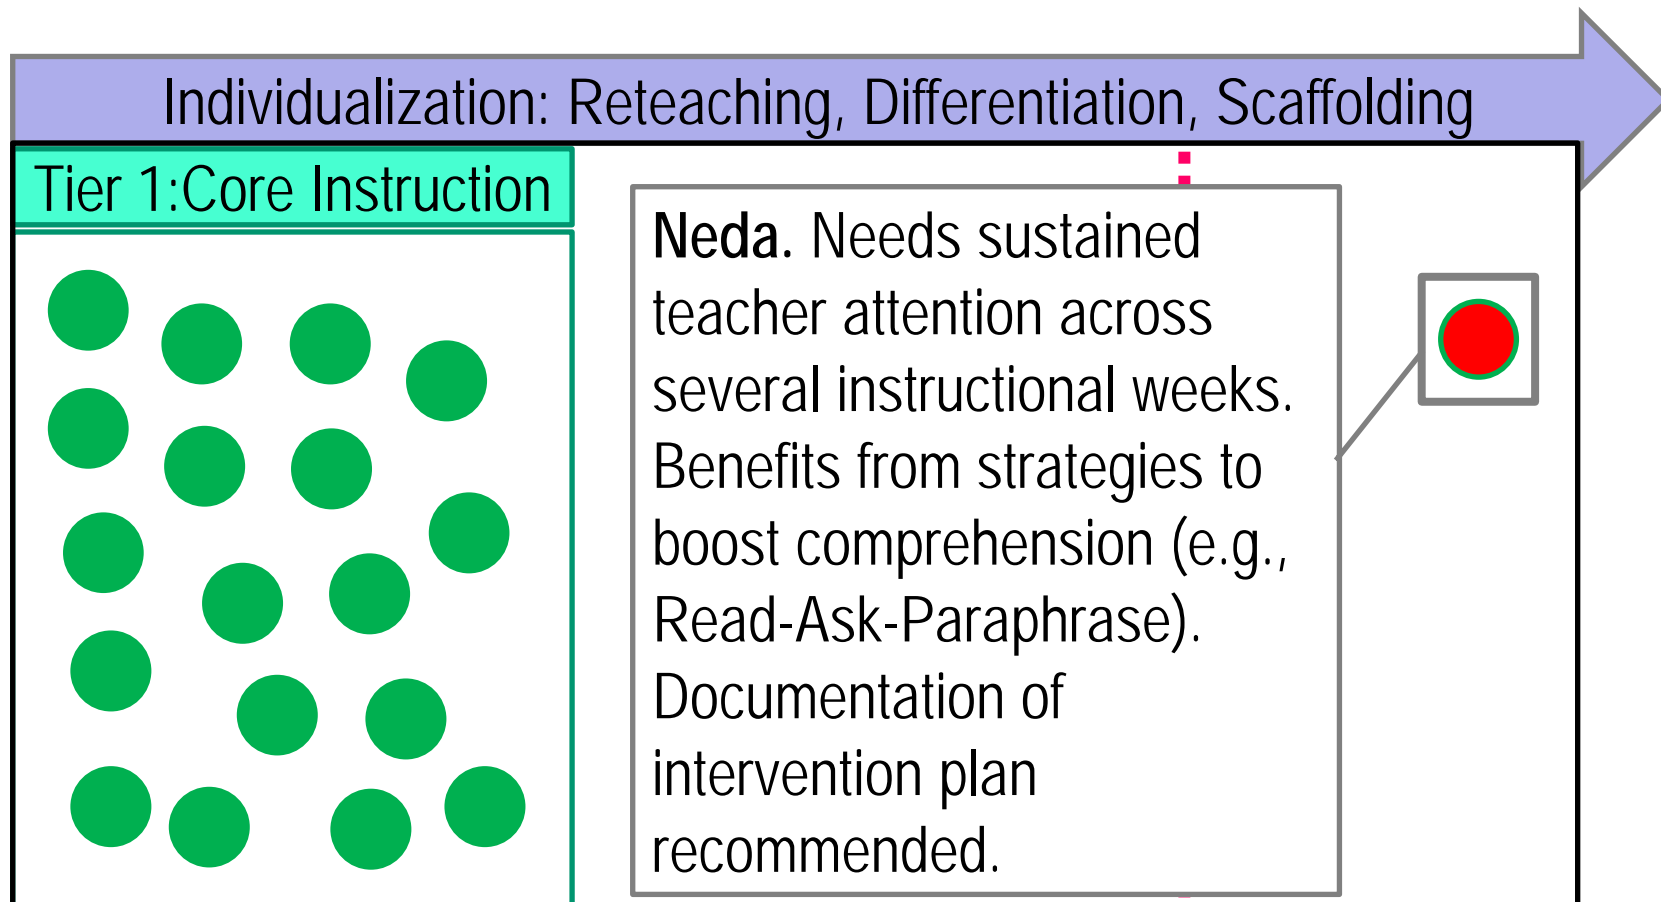 Individualization: Reteaching, Differentiation, Scaffolding
Tier 1:Core Instruction
Neda. Needs sustained
teacher attention across
several instructional weeks.
Benefits from strategies to
boost comprehension (e.g.,
Read-Ask-Paraphrase).
Documentation of
intervention plan
recommended.